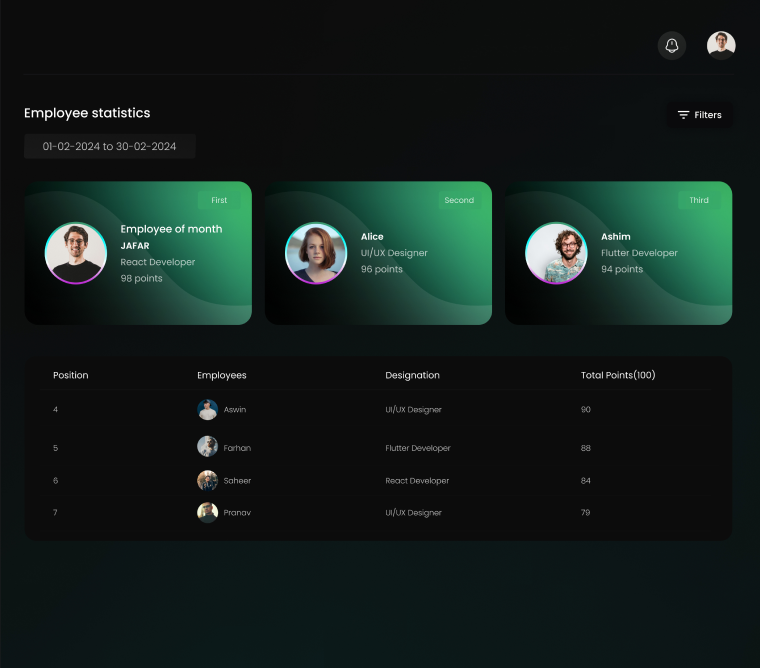 Employee statistics
Filters
01-02-2024 to 30-02-2024
First
Employee of month
JAFAR
React Developer
98 points
Second
Alice
UI/UX Designer
96 points
Third
Ashim
Flutter Developer
94 points
Position Employees Designation Total Points(100)
4 Aswin UI/UX Designer 90
5 Farhan Flutter Developer 88
6 Saheer React Developer 84
7 Pranav UI/UX Designer 79